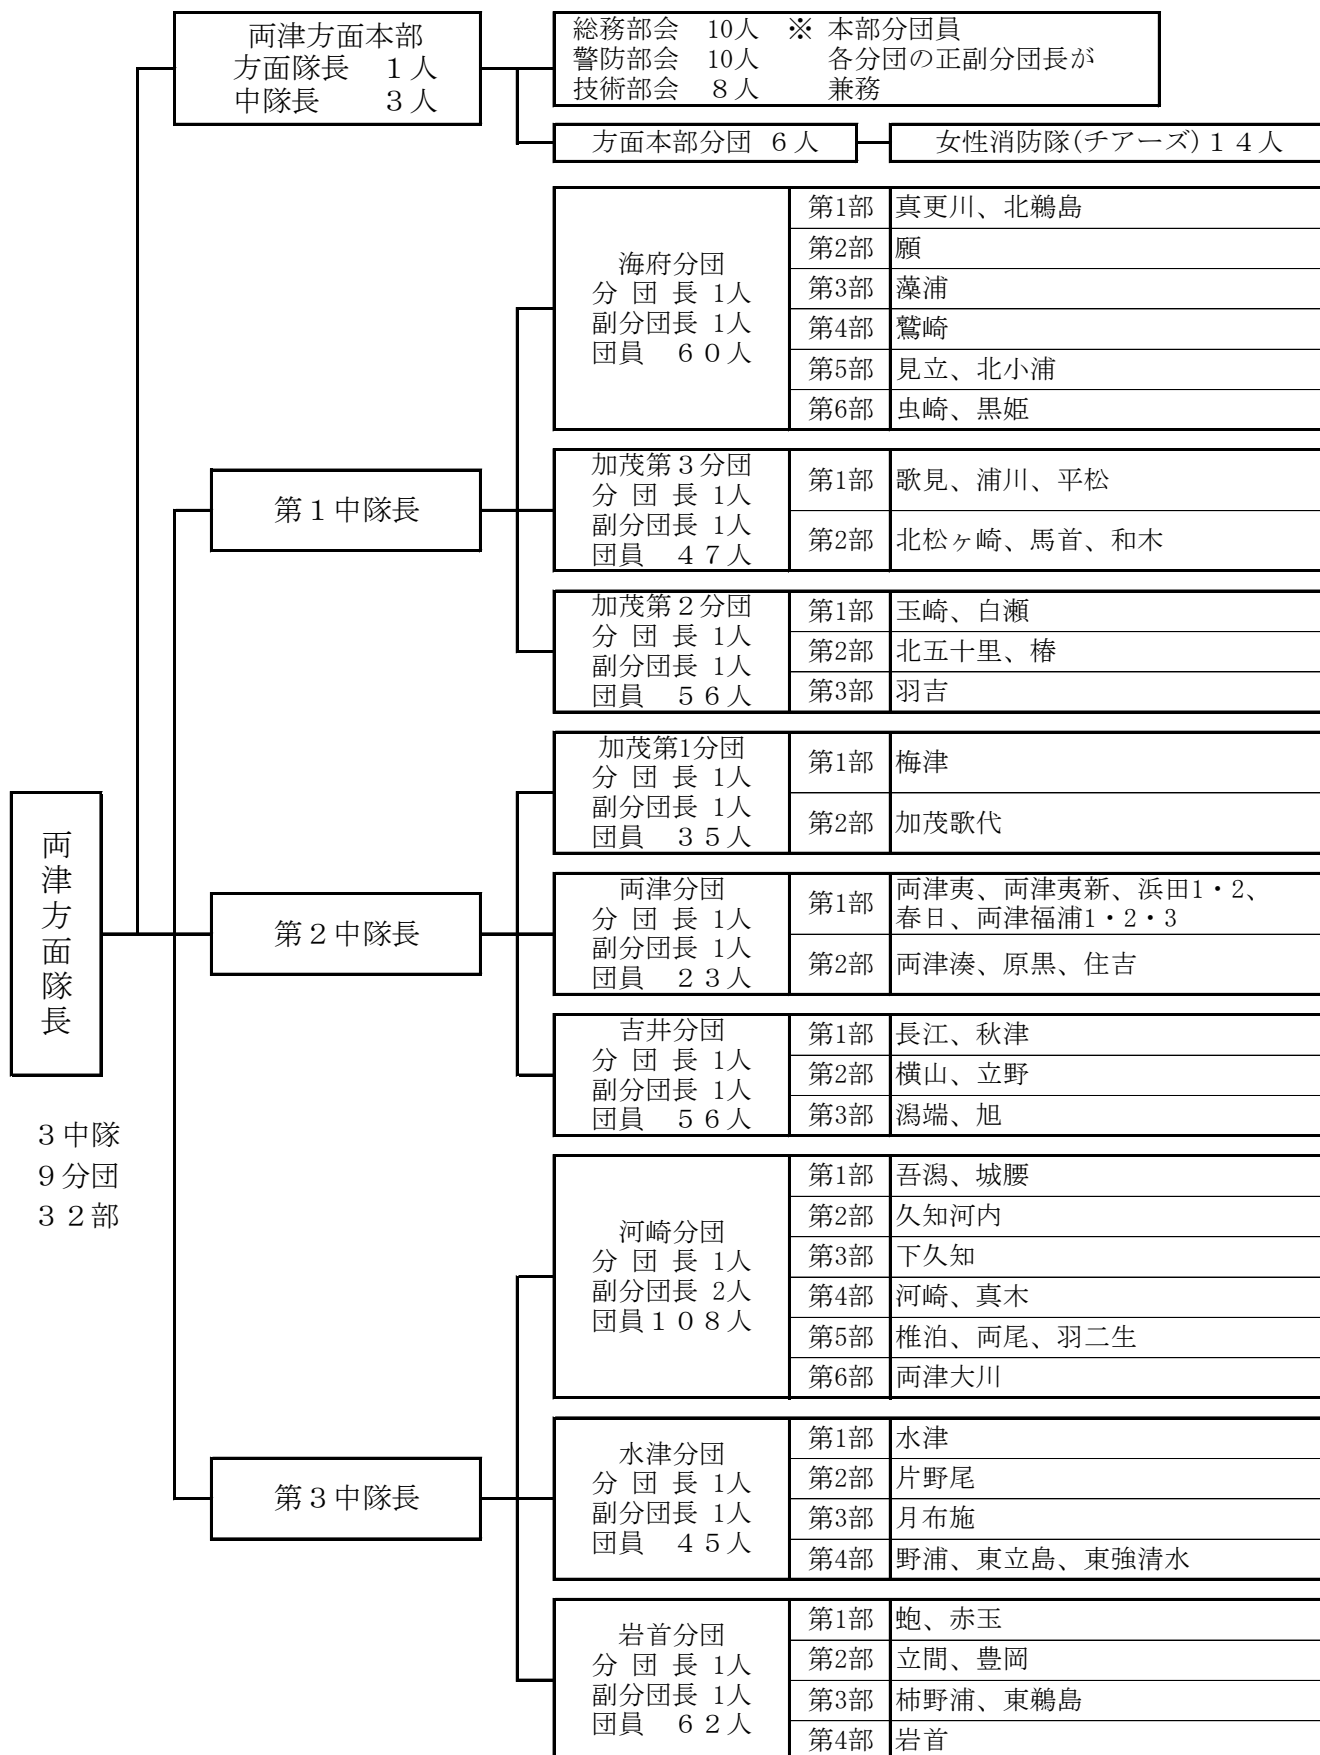 両津方面本部
方面隊長　１人
中隊長　　３人
総務部会　10人　※ 本部分団員
警防部会　10人　　各分団の正副分団長が
技術部会　８人　　兼務
方面本部分団 ６人
女性消防隊(チアーズ)１４人
海府分団
分 団 長 1人
副分団長 1人
団員　６０人
第1部 真更川、北鵜島
第2部 願
第3部 藻浦
第4部 鷲崎
第5部 見立、北小浦
第6部 虫崎、黒姫
第１中隊長
加茂第３分団
分 団 長 1人
副分団長 1人
団員　４７人
第1部 歌見、浦川、平松
第2部 北松ヶ崎、馬首、和木
加茂第２分団
分 団 長 1人
副分団長 1人
団員　５６人
第1部 玉崎、白瀬
第2部 北五十里、椿
第3部 羽吉
加茂第1分団
分 団 長 1人
副分団長 1人
団員　３５人
第1部 梅津
第2部 加茂歌代
両津方面隊長
３中隊
９分団
３２部
第２中隊長
両津分団
分 団 長 1人
副分団長 1人
団員　２３人
第1部 両津夷、両津夷新、浜田1・2、
春日、両津福浦1・2・3
第2部 両津湊、原黒、住吉
吉井分団
分 団 長 1人
副分団長 1人
団員　５６人
第1部 長江、秋津
第2部 横山、立野
第3部 潟端、旭
河崎分団
分 団 長 1人
副分団長 2人
団員１０８人
第1部 吾潟、城腰
第2部 久知河内
第3部 下久知
第4部 河崎、真木
第5部 椎泊、両尾、羽二生
第6部 両津大川
第３中隊長
水津分団
分 団 長 1人
副分団長 1人
団員　４５人
第1部 水津
第2部 片野尾
第3部 月布施
第4部 野浦、東立島、東強清水
岩首分団
分 団 長 1人
副分団長 1人
団員　６２人
第1部 蚫、赤玉
第2部 立間、豊岡
第3部 柿野浦、東鵜島
第4部 岩首